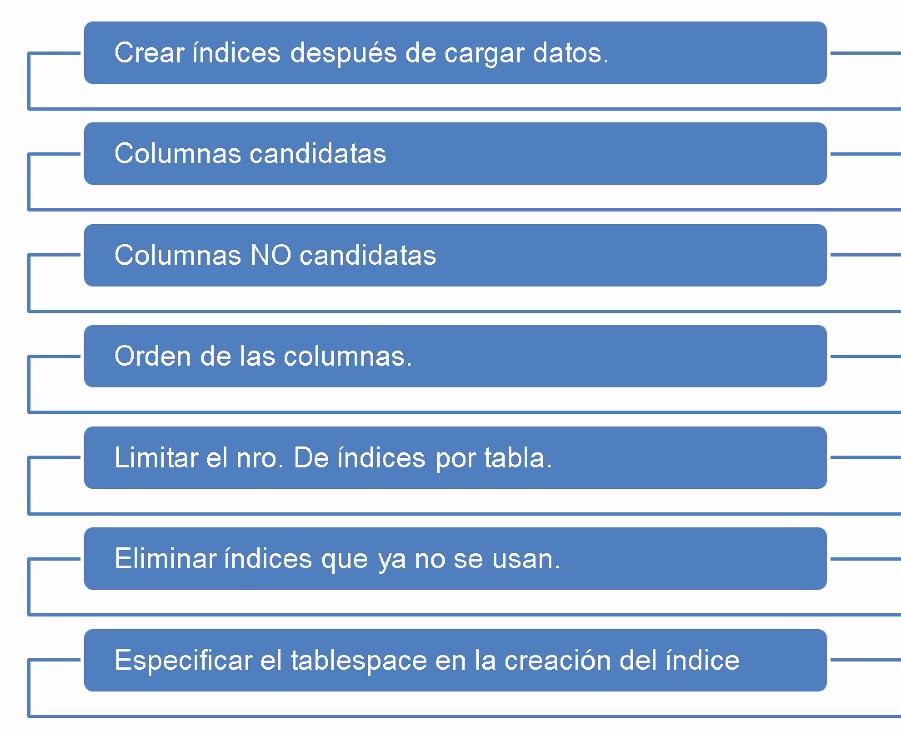 Crear índices después de cargar datos.
Columnas candidatas
Columnas NO candidatas
Orden de las columnas.
Limitar el nro. De índices por tabla.
Eliminar índices que ya no se usan.
Especificar el tablespace en la creación del índice